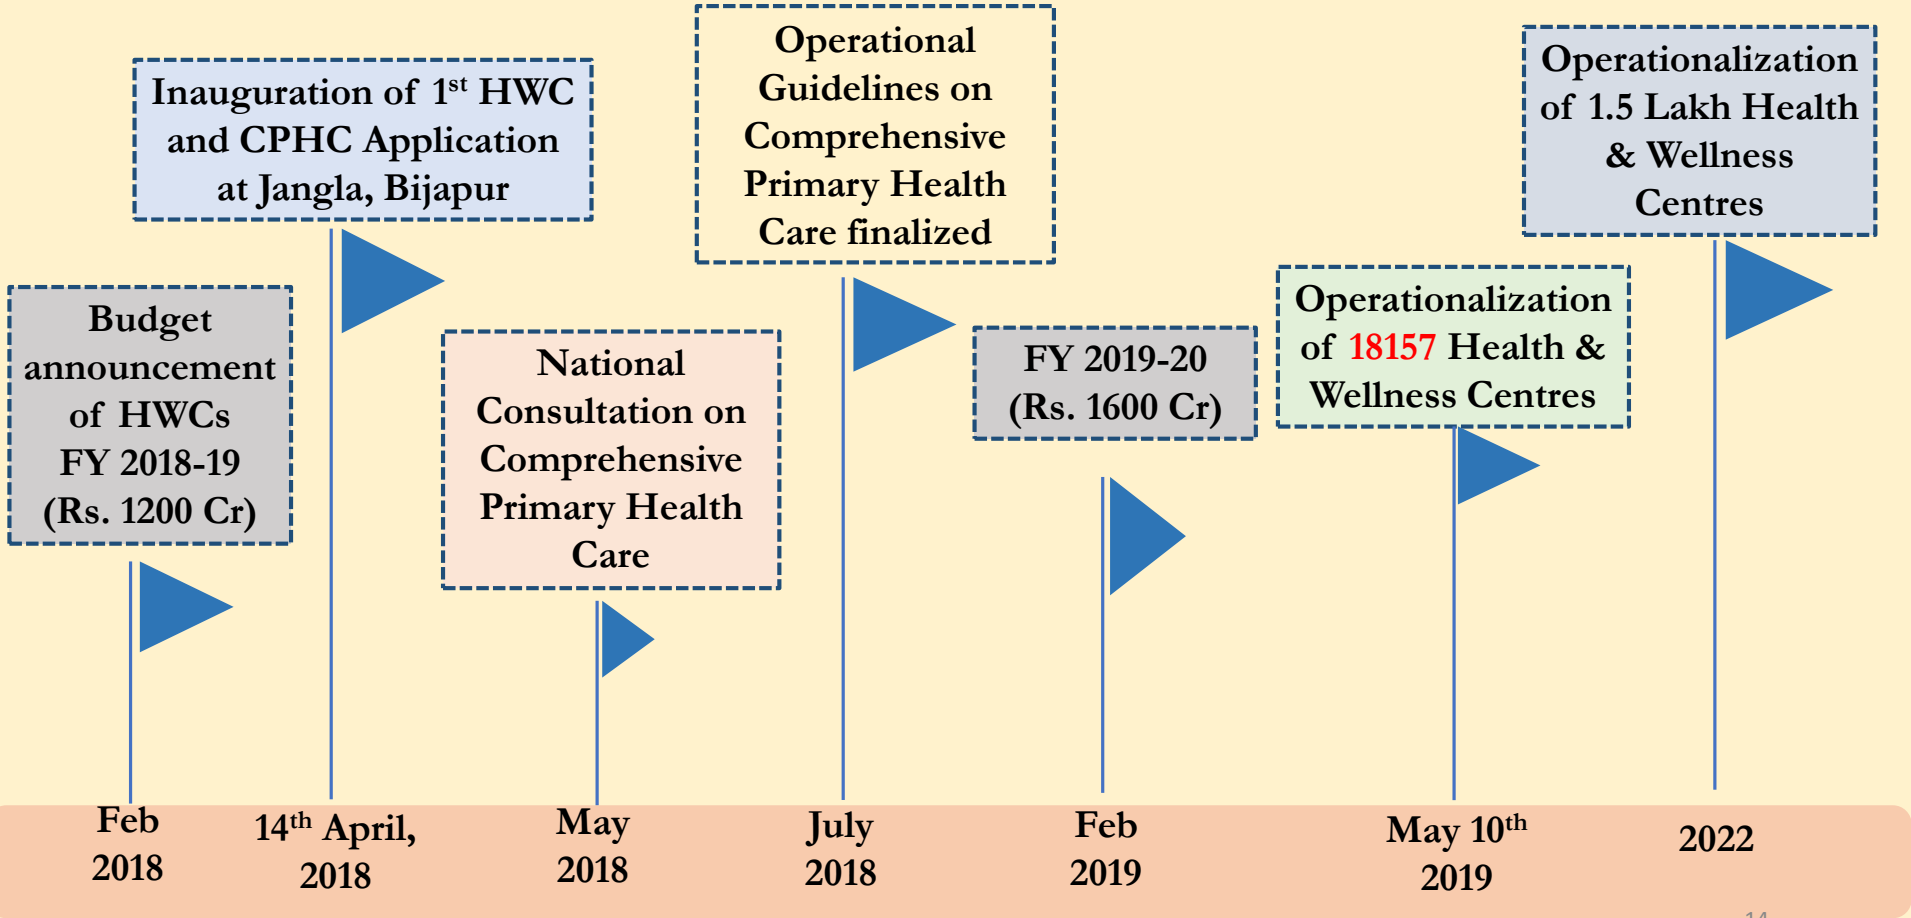 Budget
announcement
of HWCs
FY 2018-19
(Rs. 1200 Cr)
Inauguration of 1st HWC
and CPHC Application
at Jangla, Bijapur
National
Consultation on
Comprehensive
Primary Health
Care
Operational
Guidelines on
Comprehensive
Primary Health
Care finalized
FY 2019-20
(Rs. 1600 Cr)
Operationalization
of 18157 Health &
Wellness Centres
Operationalization
of 1.5 Lakh Health
& Wellness
Centres
Feb
2018
14th April,
2018
May
2018
July
2018
Feb
2019
May 10th
2019
2022
14